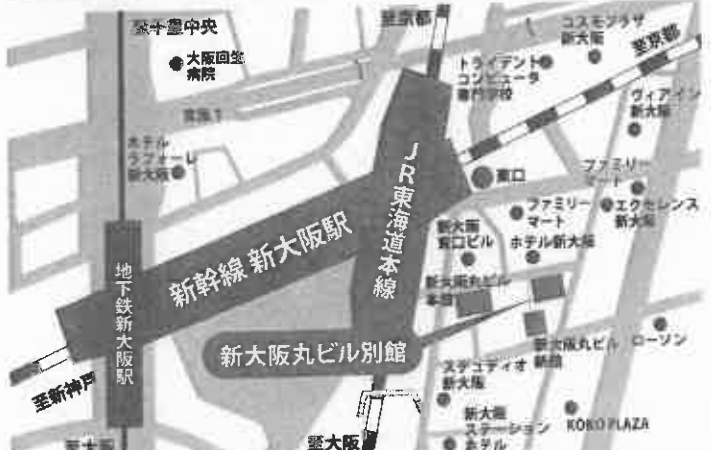 至千里中央
至京都
コスモプラザ
新大阪
大阪回生
病院
トライデント
コンピュータ
専門学校
至京都
ヴィアイン
新大阪
宮原1
ホテル
ラフォーレ
新大阪
JR東海道本線
東口
ファミリー
マート
ファミリー
マート
エクセレンス
新大阪
新大阪
東口ビル
ホテル新大阪
新幹線 新大阪駅
地下鉄新大阪駅
新大阪丸ビル
本館
新大阪丸ビル別館
新大阪丸ビル
新館
ローソン
ステュディオ
新大阪
至新神戸
新大阪
ステーション
ホテル
KOKO PLAZA
至大阪
至大阪